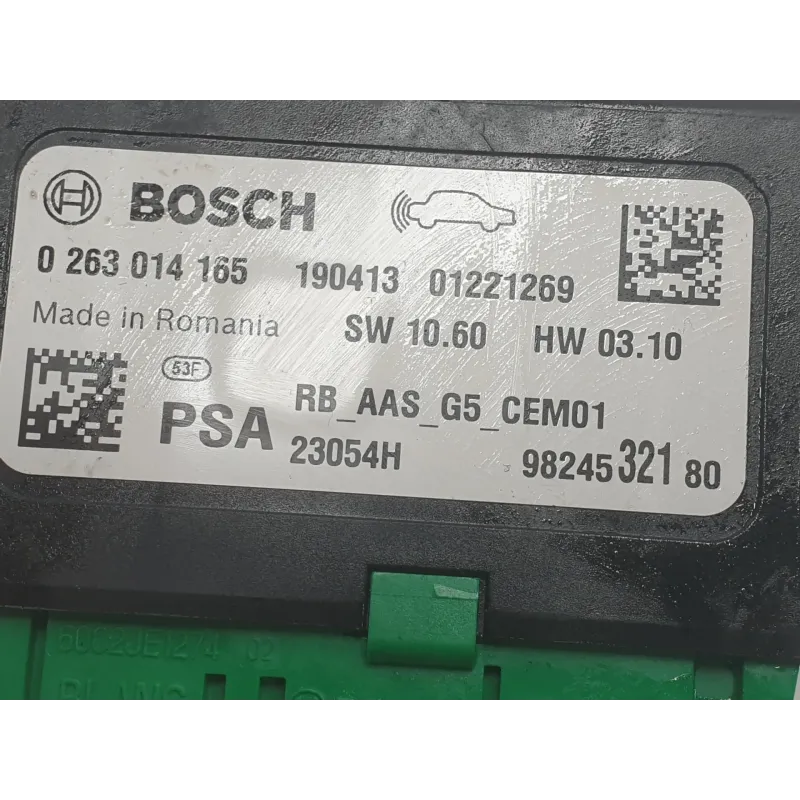 BOSCH
0 263 014 165 190413 01221269
Made in Romania SW 10.60 HW 03.10
53F
PSA RB_AAS_G5_CEM01
23054H 98245 321 80
02